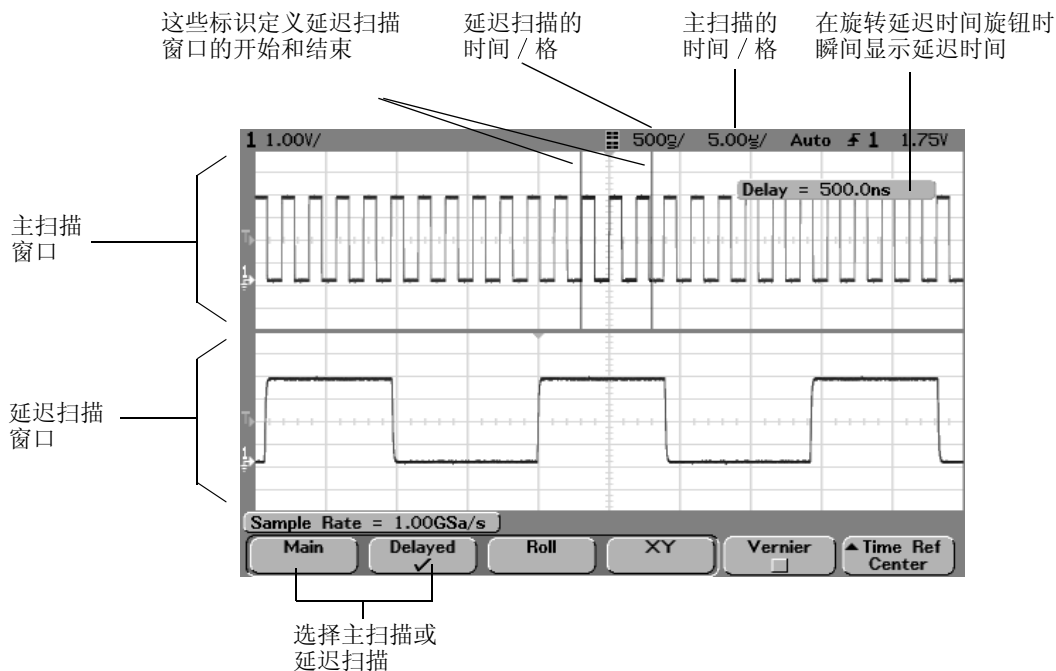 这些标识定义延迟扫描
窗口的开始和结束
延迟扫描的
时间 / 格
主扫描的
时间 / 格
在旋转延迟时间旋钮时
瞬间显示延迟时间
1 1.00V/
500ns/
5.00us/
Auto
1
1.75V
Delay = 500.0ns
主扫描
窗口
T
1
延迟扫描
窗口
T
1
Sample Rate = 1.00GSa/s
Main
Delayed
Roll
XY
Vernier
Time Ref
Center
选择主扫描或
延迟扫描